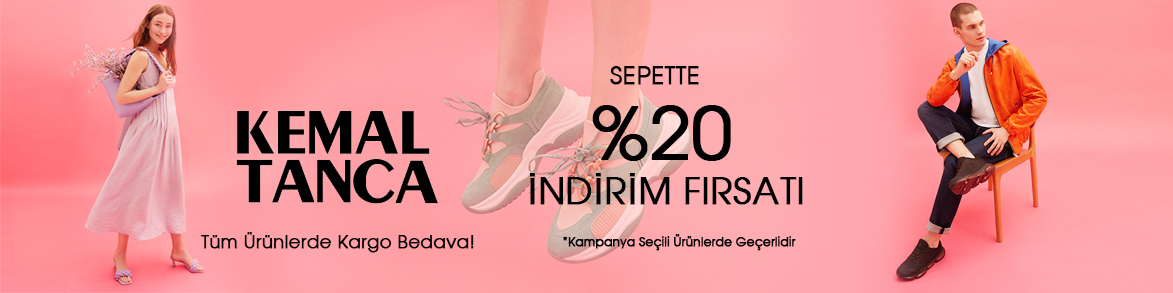 KEMAL
TANCA
Tüm Ürünlerde Kargo Bedava!
SEPETTE
%20
İNDİRİM FIRSATI
*Kampanya Seçili Ürünlerde Geçerlidir